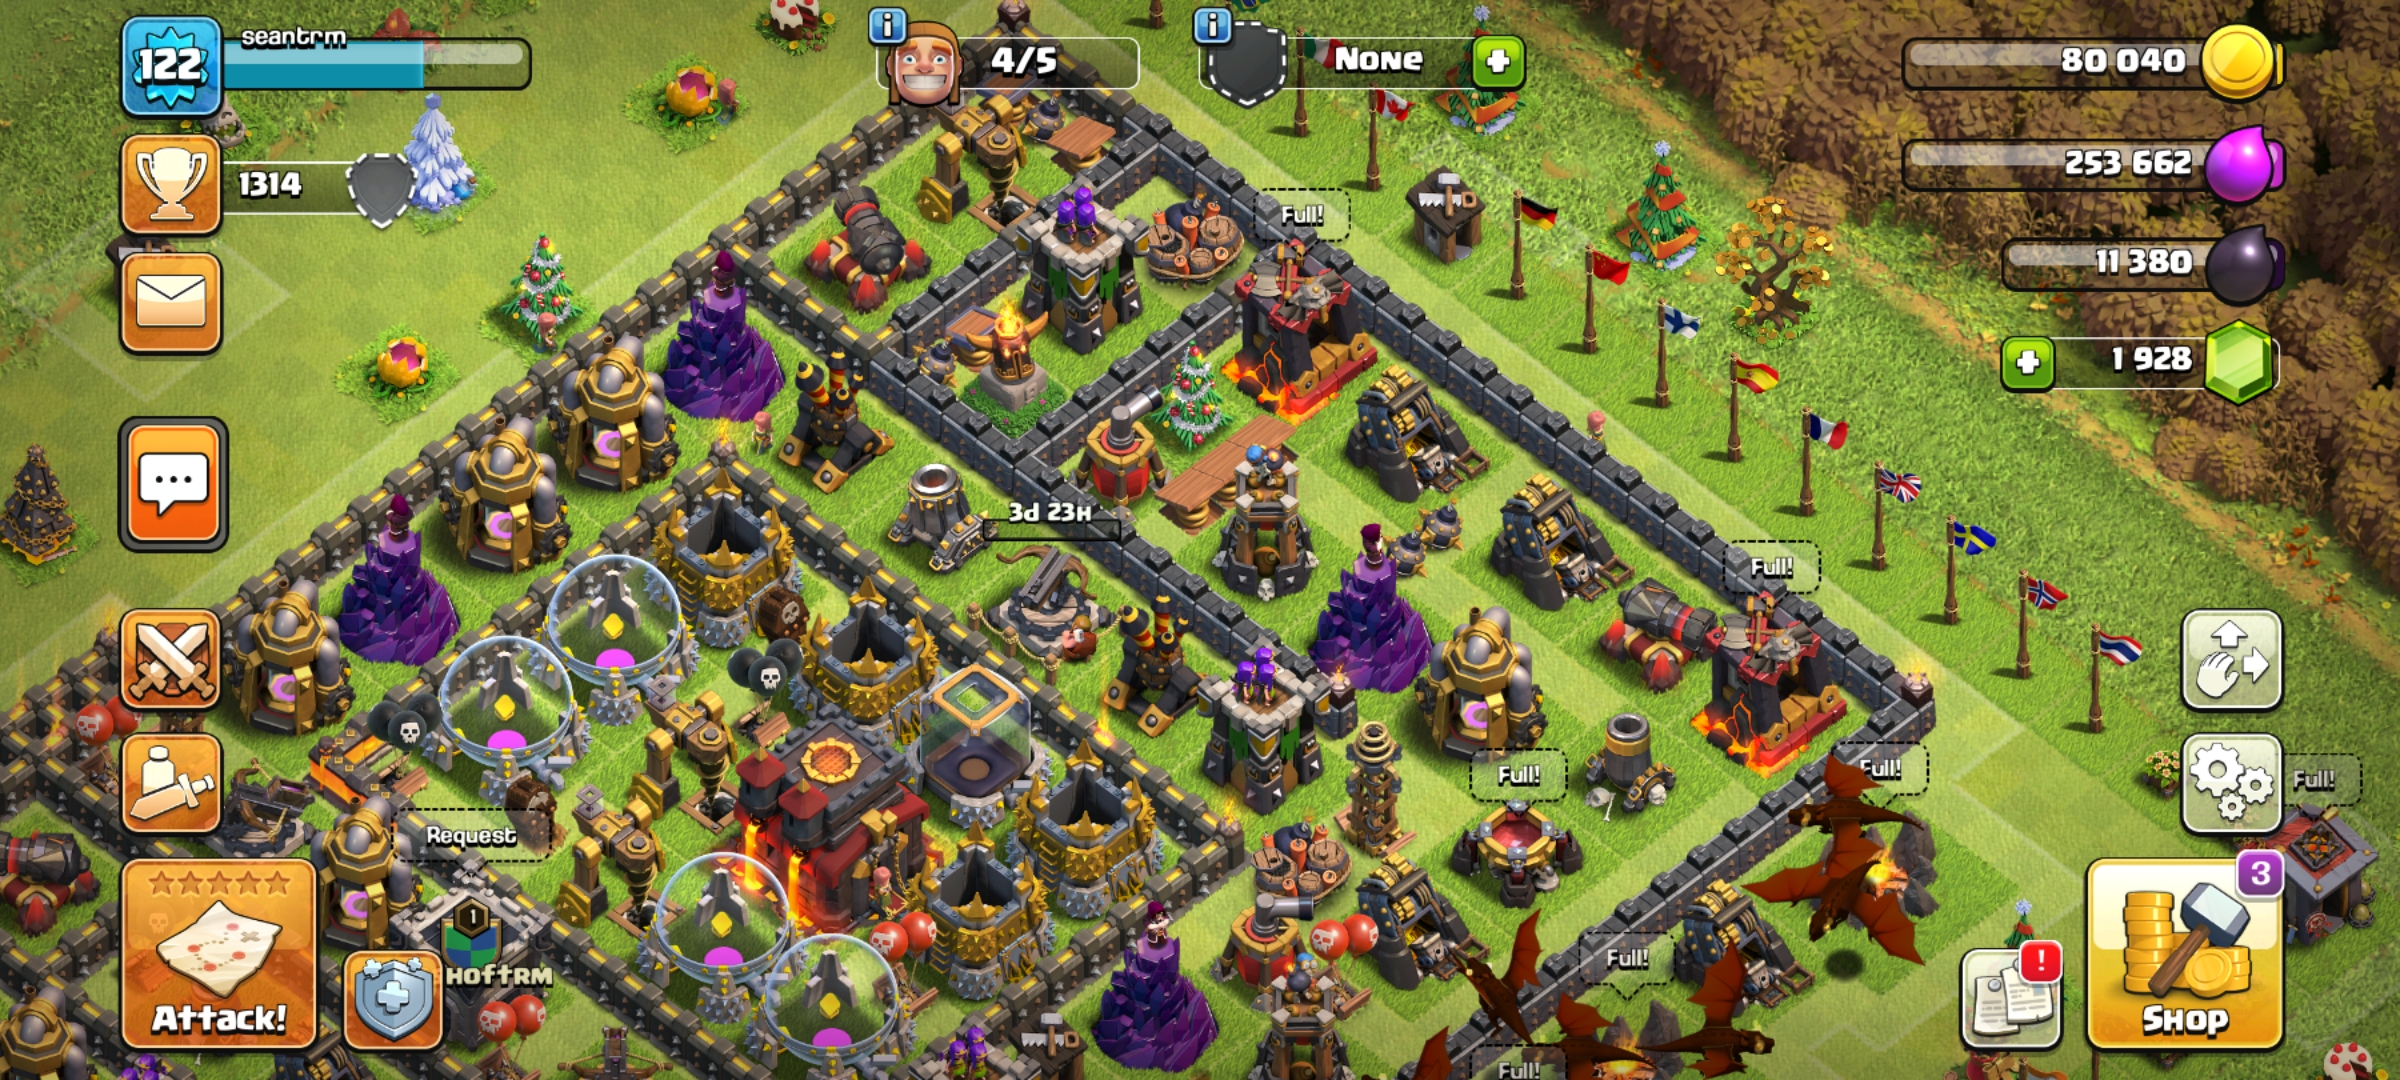 seantrm
122
4/5
None
80 040
1314
253 662
Full!
11 380
1 928
3d 23h
Full!
Full!
Full!
Full!
Request
3
1
HOFTRM
Full!
!
Attack!
Shop
Full!